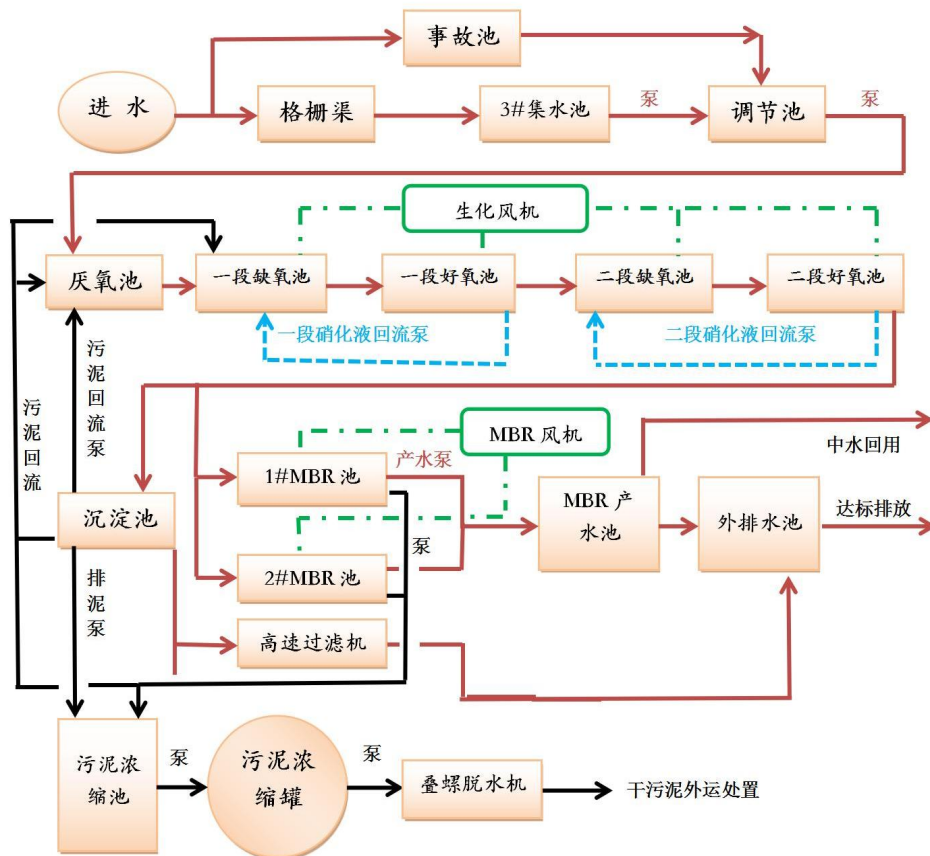 事故池
进 水
格栅渠
3#集水池
泵
调节池
泵
生化风机
厌氧池
一段缺氧池
一段好氧池
二段缺氧池
二段好氧池
一段硝化液回流泵
二段硝化液回流泵
污泥回流
污泥回流泵
MBR 风机
中水回用
1#MBR 池
产水泵
MBR 产
水池
外排水池
达标排放
沉淀池
泵
2#MBR 池
排泥泵
高速过滤机
污泥浓
缩池
泵
污泥浓
缩罐
泵
叠螺脱水机
干污泥外运处置